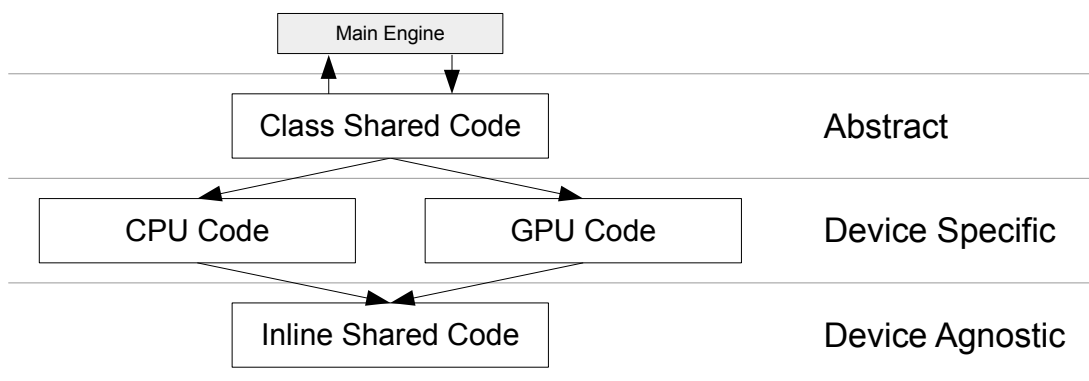 Main Engine
Class Shared Code
Abstract
CPU Code
GPU Code
Device Specific
Inline Shared Code
Device Agnostic